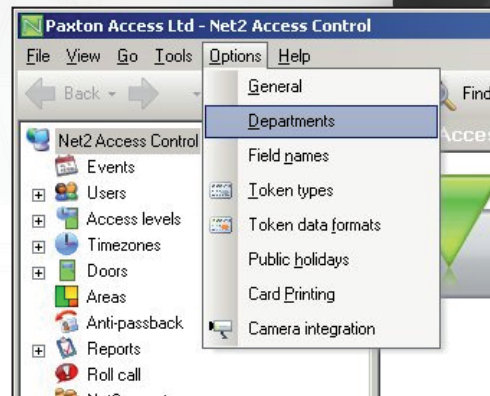 Paxton Access Ltd - Net2 Access Control
File View Go Tools Options Help
Back
Find
General
Departments
Field names
Token types
Token data formats
Public holidays
Card Printing
Camera integration
Net2 Access Control
Events
Users
Access levels
Timezones
Doors
Areas
Anti-passback
Reports
Roll call